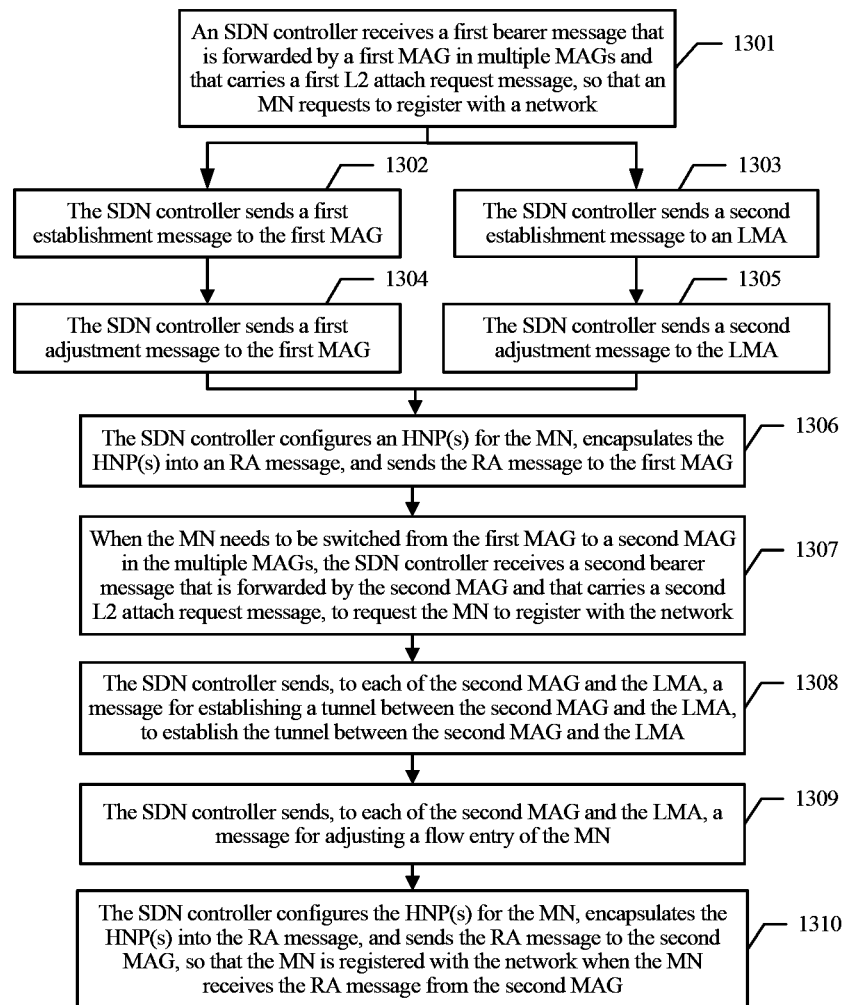 An SDN controller receives a first bearer message that
is forwarded by a first MAG in multiple MAGs and
that carries a first L2 attach request message, so that an
MN requests to register with a network
1301
1302
1303
The SDN controller sends a first
establishment message to the first MAG
The SDN controller sends a second
establishment message to an LMA
1304
1305
The SDN controller sends a first
adjustment message to the first MAG
The SDN controller sends a second
adjustment message to the LMA
1306
The SDN controller configures an HNP(s) for the MN, encapsulates the
HNP(s) into an RA message, and sends the RA message to the first MAG
When the MN needs to be switched from the first MAG to a second MAG
in the multiple MAGs, the SDN controller receives a second bearer
message that is forwarded by the second MAG and that carries a second
L2 attach request message, to request the MN to register with the network
1307
The SDN controller sends, to each of the second MAG and the LMA, a
message for establishing a tunnel between the second MAG and the LMA,
to establish the tunnel between the second MAG and the LMA
1308
The SDN controller sends, to each of the second MAG and the LMA, a
message for adjusting a flow entry of the MN
1309
The SDN controller configures the HNP(s) for the MN, encapsulates the
HNP(s) into the RA message, and sends the RA message to the second
MAG, so that the MN is registered with the network when the MN
receives the RA message from the second MAG
1310